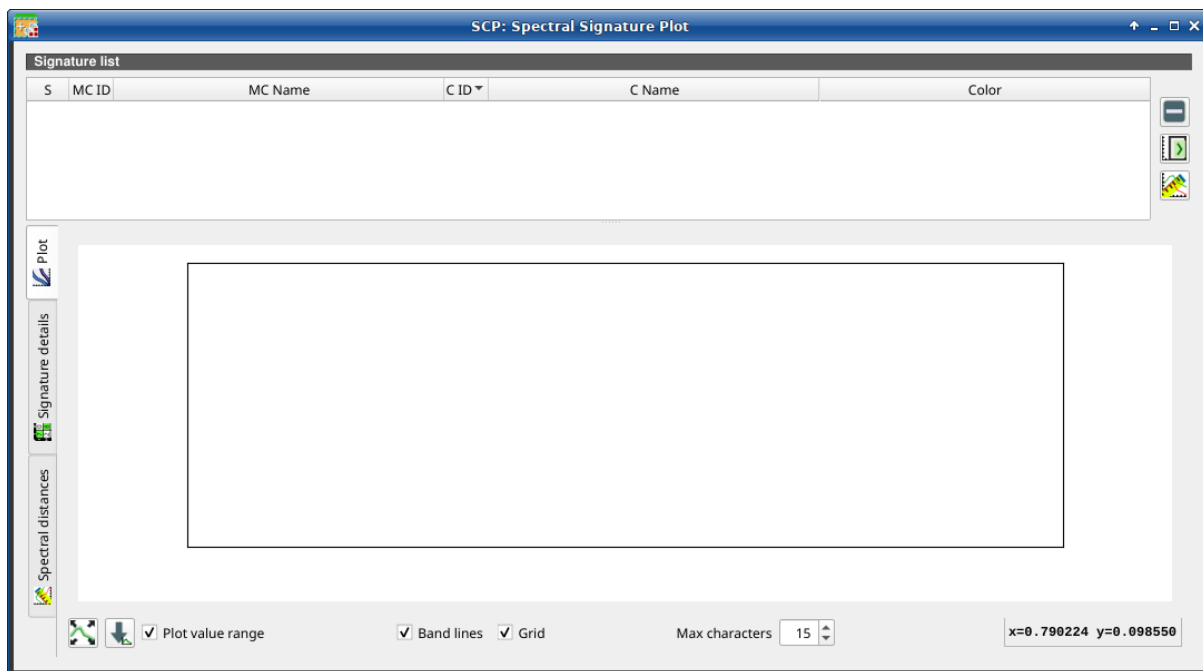 SCP: Spectral Signature Plot
Signature list
S MC ID MC Name C ID C Name Color
Plot
Signature details
Spectral distances
Plot value range Band lines Grid Max characters 15 x=0.790224 y=0.098550